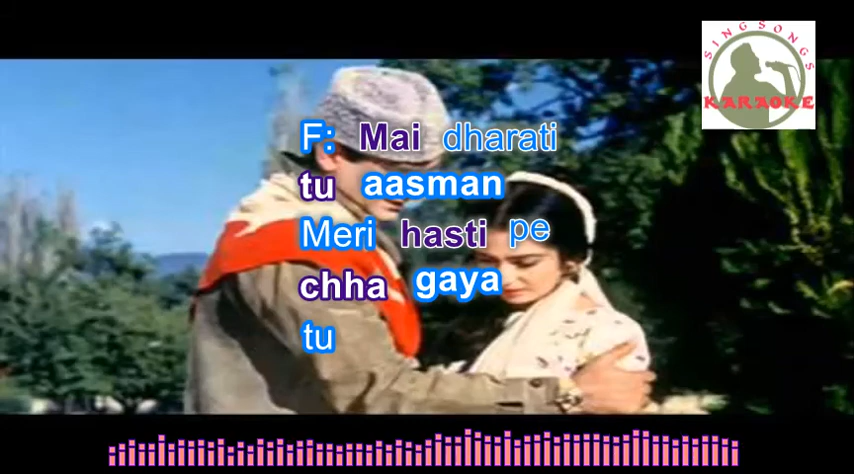 SING SONGS
KARAOKE
F: Mai dharati
tu aasman
Meri hasti pe
chha gaya
tu